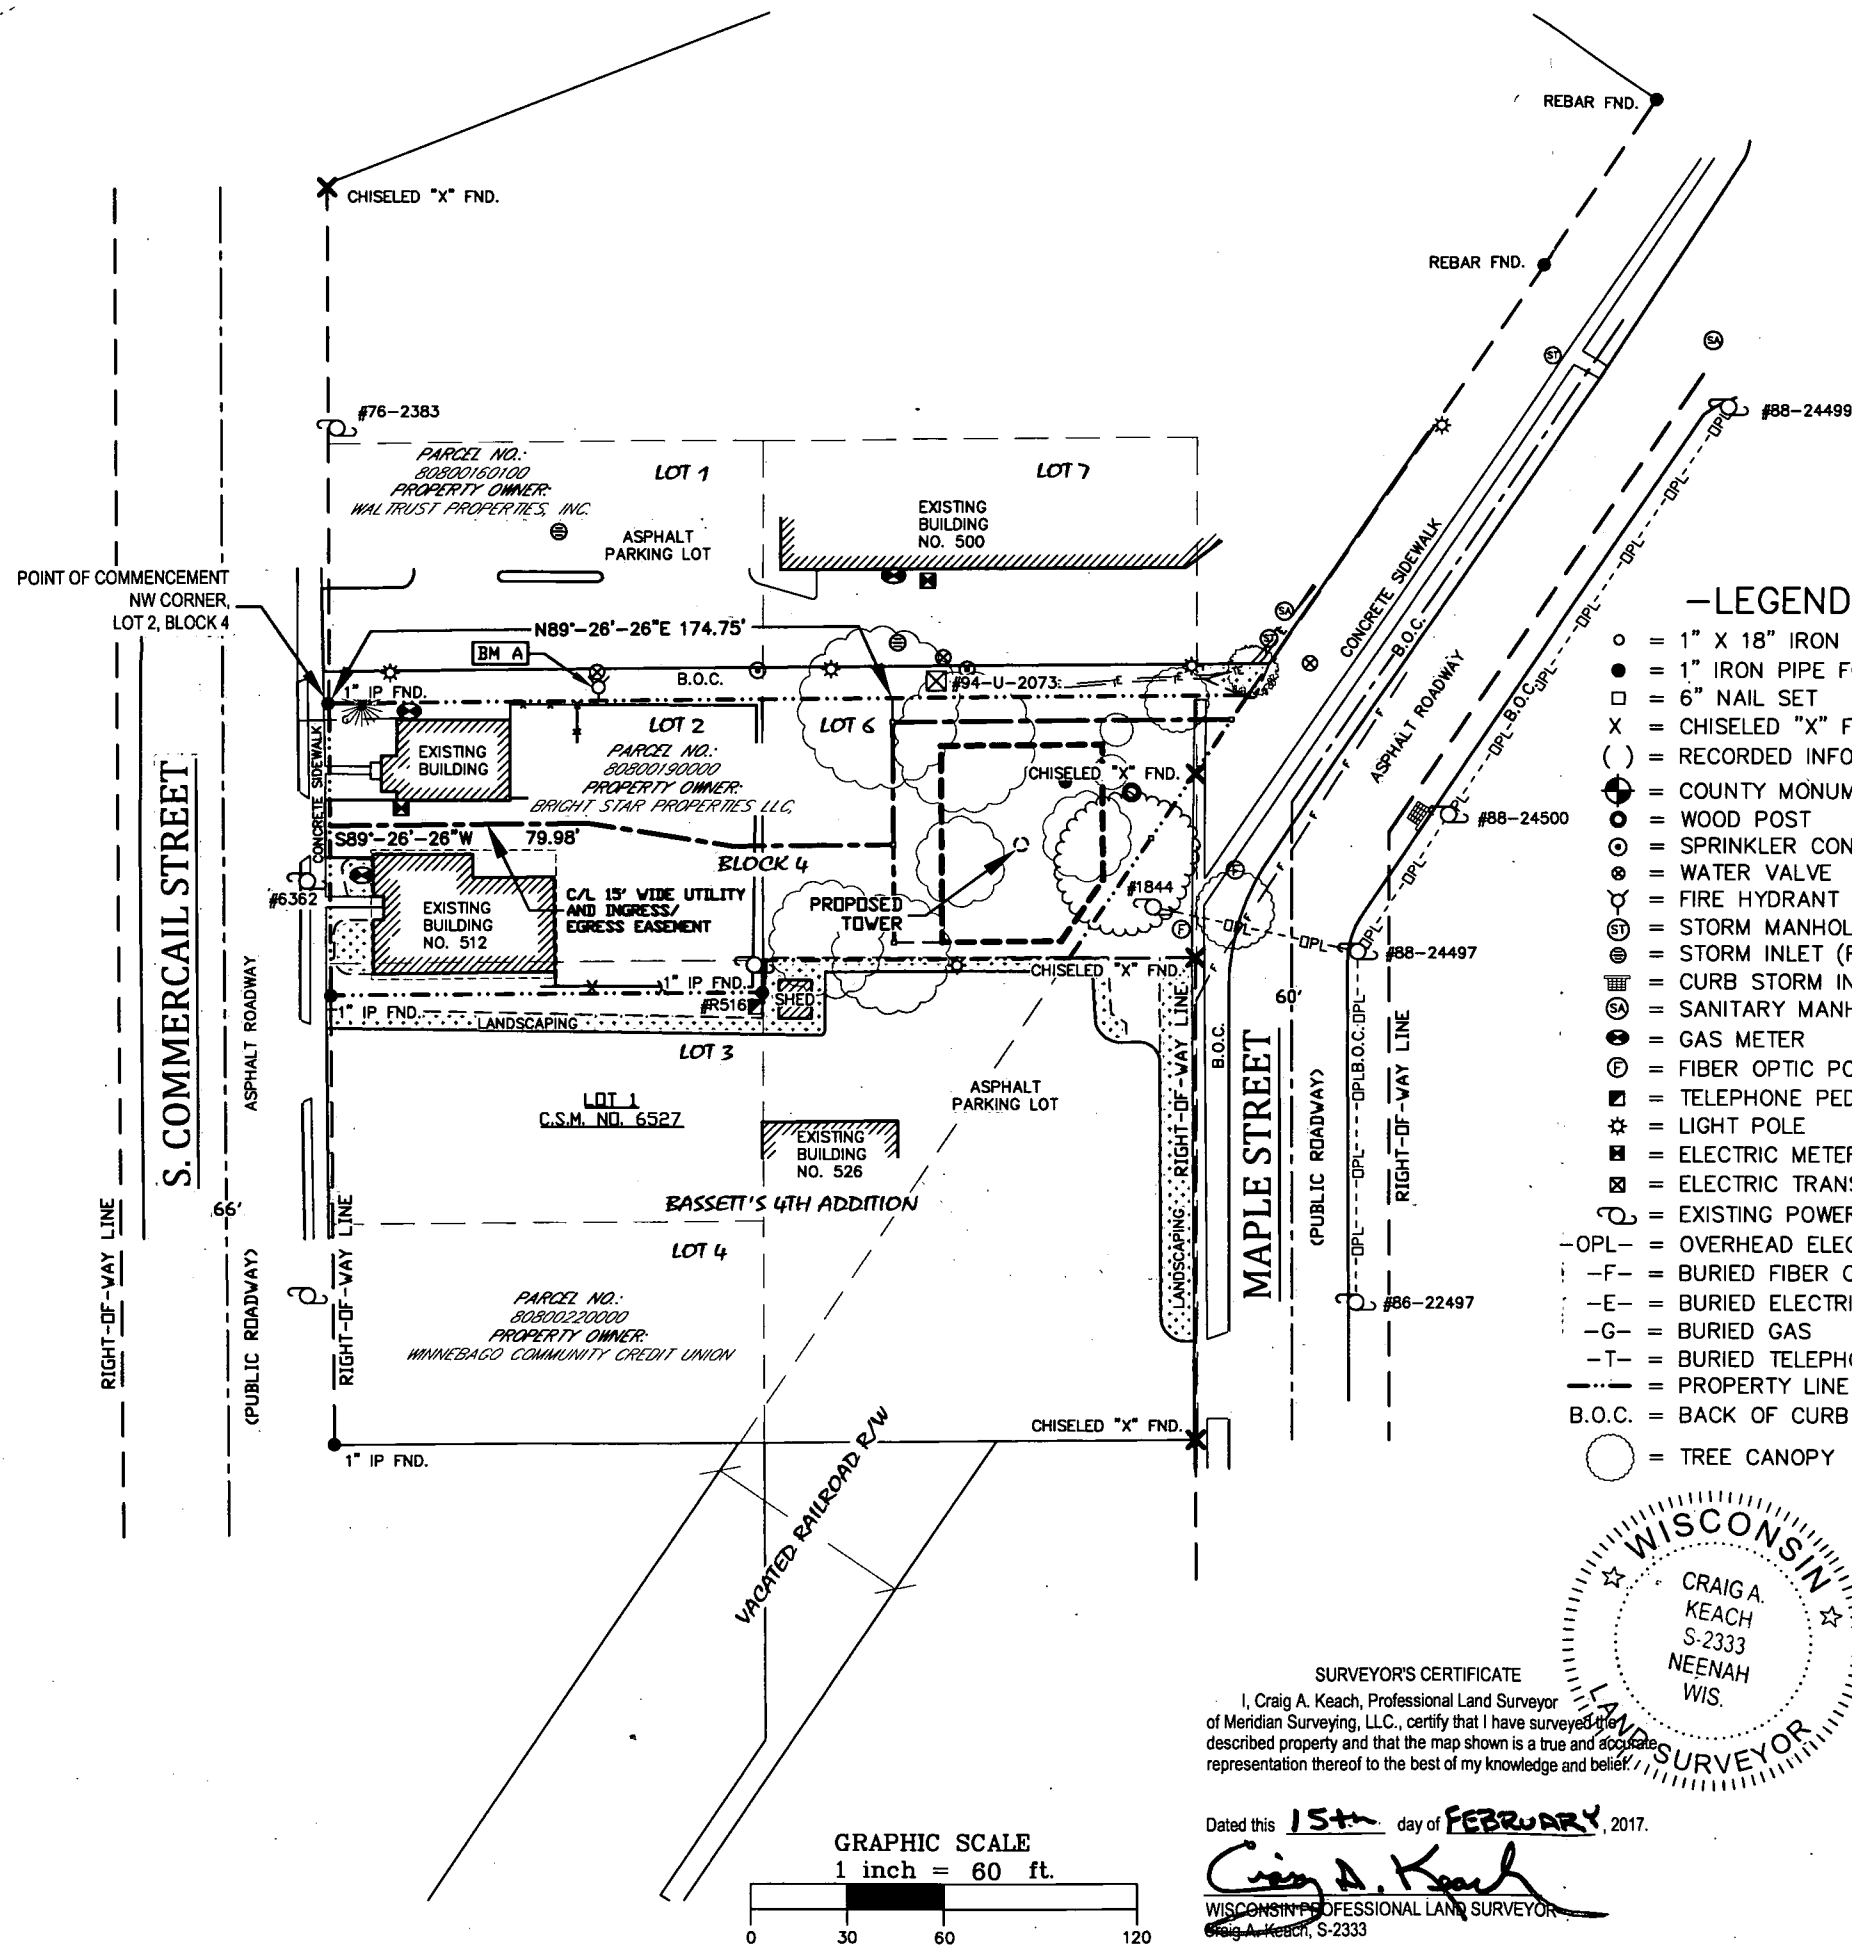 REBAR FND.
CHISELED "X" FND.
REBAR FND.
#76-2383
#88-24499
PARCEL NO.:
80800160100
PROPERTY OWNER:
WALTRUST PROPERTIES, INC.
LOT 1
LOT 7
EXISTING
BUILDING
NO. 500
ASPHALT
PARKING LOT
POINT OF COMMENCEMENT
NW CORNER,
LOT 2, BLOCK 4
N89°-26'-26"E 174.75'
BM A
1" IP FND.
B.O.C.
#94-U-2073
CONCRETE SIDEWALK
B.O.C.
ASPHALT ROADWAY
OPL
B.O.C.
LOT 2
LOT 6
PARCEL NO.:
80800190000
PROPERTY OWNER:
BRIGHT STAR PROPERTIES LLC,
EXISTING
BUILDING
CONCRETE SIDEWALK
CHISELED "X" FND.
#88-24500
S89°-26'-26"W 79.98'
BLOCK 4
C/L 15' WIDE UTILITY
AND INGRESS/
EGRESS EASEMENT
PROPOSED
TOWER
#1844
#6362
EXISTING
BUILDING
NO. 512
#88-24497
1" IP FND.
CHISELED "X" FND.
#R516
SHED
1" IP FND.
LANDSCAPING
LOT 3
LOT 1
C.S.M. NO. 6527
ASPHALT
PARKING LOT
EXISTING
BUILDING
NO. 526
BASSETT'S 4TH ADDITION
LOT 4
PARCEL NO.:
80800220000
PROPERTY OWNER:
WINNEBAGO COMMUNITY CREDIT UNION
S. COMMERCAIL STREET
ASPHALT ROADWAY
66'
RIGHT-OF-WAY LINE
(PUBLIC ROADWAY)
RIGHT-OF-WAY LINE
RIGHT-OF-WAY LINE
LANDSCAPING
B.O.C.
MAPLE STREET
60'
(PUBLIC ROADWAY)
B.O.C.
RIGHT-OF-WAY LINE
#86-22497
CHISELED "X" FND.
1" IP FND.
VACATED RAILROAD R/W
-LEGEND
= 1" X 18" IRON
= 1" IRON PIPE
= 6" NAIL SET
X = CHISELED "X"
( ) = RECORDED
= COUNTY
= WOOD POST
= SPRINKLER
= WATER VALVE
= FIRE HYDRANT
ST = STORM
= STORM INLET
= CURB STORM
SA = SANITARY
= GAS METER
F = FIBER OPTIC
= TELEPHONE
= LIGHT POLE
= ELECTRIC
= ELECTRIC
= EXISTING
-OPL- = OVERHEAD
-F- = BURIED FIBER
-E- = BURIED
-G- = BURIED GAS
-T- = BURIED
= PROPERTY LINE
B.O.C. = BACK OF CURB
= TREE CANOPY
WISCONSIN
CRAIG A.
KEACH
S-2333
NEENAH
WIS.
LAND SURVEYOR
SURVEYOR'S CERTIFICATE
I, Craig A. Keach, Professional Land Surveyor
of Meridian Surveying, LLC., certify that I have surveyed the
described property and that the map shown is a true and accurate
representation thereof to the best of my knowledge and belief.
Dated this 15th day of FEBRUARY, 2017.
Craig A. Keach
WISCONSIN PROFESSIONAL LAND SURVEYOR
Craig A. Keach, S-2333
GRAPHIC SCALE
1 inch = 60 ft.
0 30 60 120